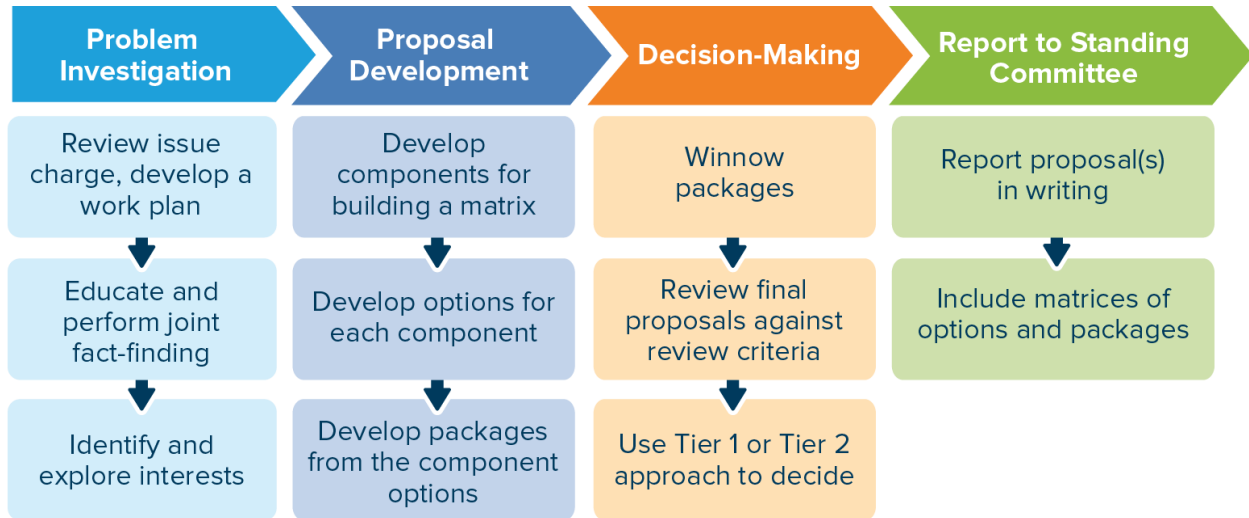 Problem
Investigation
Proposal
Development
Decision-Making
Report to Standing
Committee
Review issue
charge, develop a
work plan
Educate and
perform joint
fact-finding
Identify and
explore interests
Develop
components for
building a matrix
Develop options for
each component
Develop packages
from the component
options
Winnow
packages
Review final
proposals against
review criteria
Use Tier 1 or Tier 2
approach to decide
Report proposal(s)
in writing
Include matrices of
options and packages